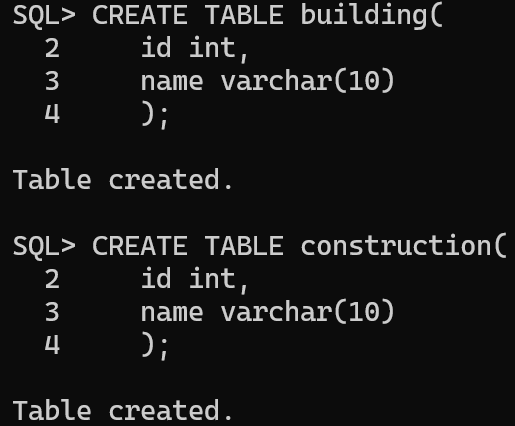 SQL> CREATE TABLE building(
  2     id int,
  3     name varchar(10)
  4     );

Table created.

SQL> CREATE TABLE construction(
  2     id int,
  3     name varchar(10)
  4     );

Table created.